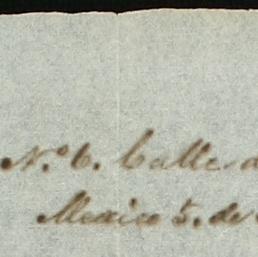 N.º 6. Calle d
Mexico 5. de